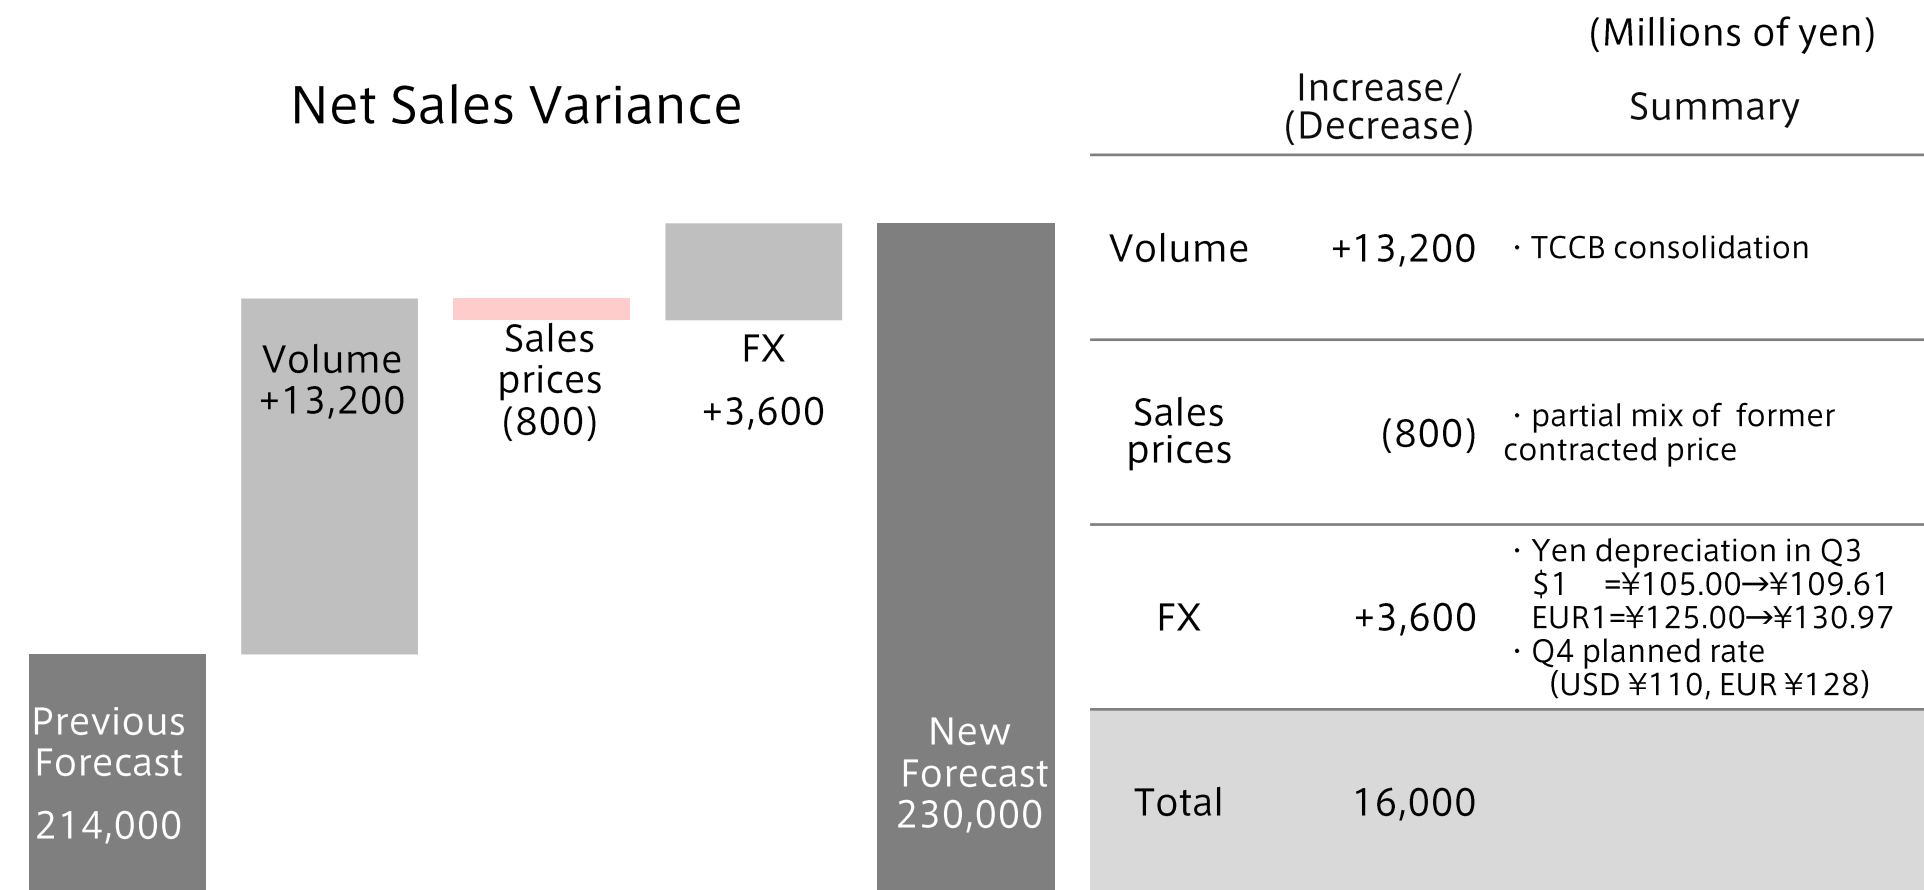 (Millions of yen)
Net Sales Variance
Increase/
(Decrease)
Summary
Previous
Forecast
214,000
Volume
+13,200
Sales
prices
(800)
FX
+3,600
New
Forecast
230,000
Volume +13,200 ・TCCB consolidation
Sales
prices
(800)
・partial mix of former
contracted price
FX
+3,600
・Yen depreciation in Q3
$1 =¥105.00→¥109.61
EUR1=¥125.00→¥130.97
・Q4 planned rate
(USD ¥110, EUR ¥128)
Total 16,000